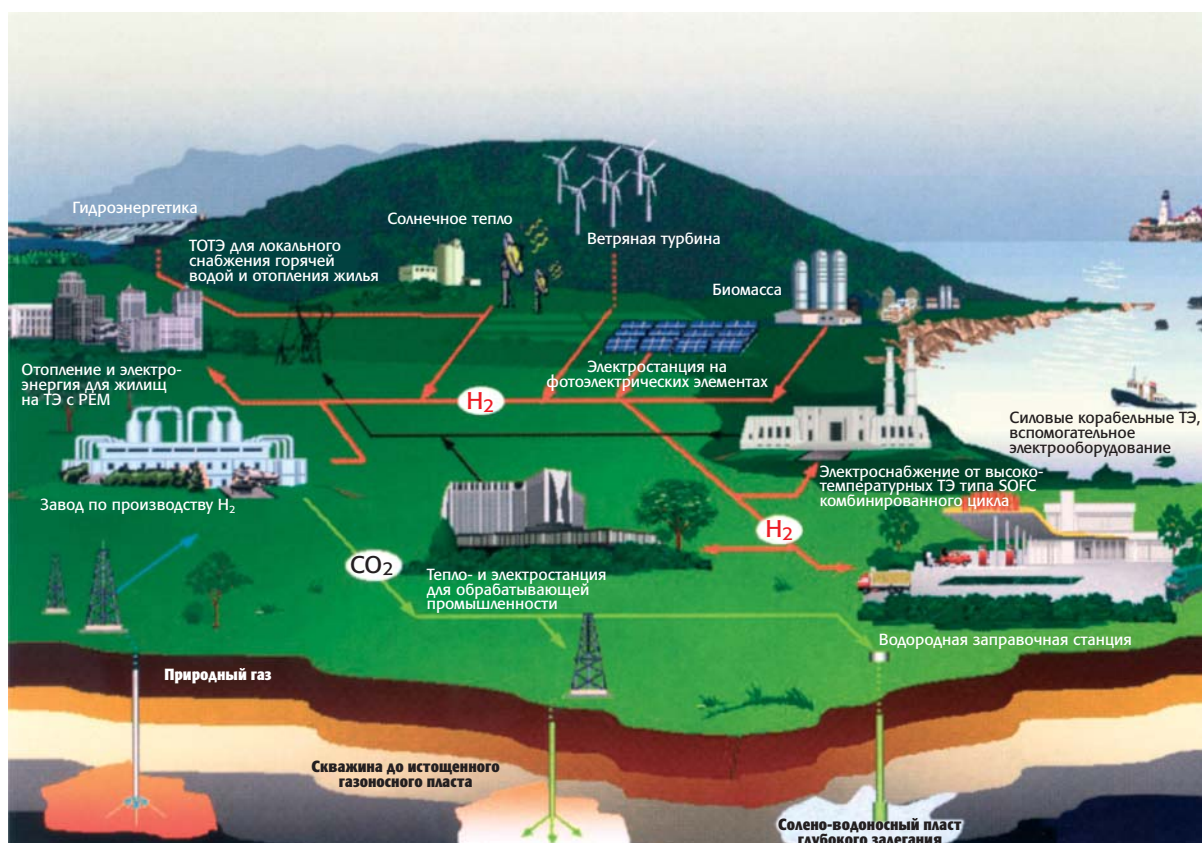 Гидроэнергетика
ТОТЭ для локального
снабжения горячей
водой и отопления жилья
Солнечное тепло
Ветряная турбина
Биомасса
Отопление и электро-
энергия для жилищ
на ТЭ с PEM
Электростанция на
фотоэлектрических элементах
H₂
Силовые корабельные ТЭ,
вспомогательное
электрооборудование
Электроснабжение от высоко-
температурных ТЭ типа SOFC
комбинированного цикла
Завод по производству H₂
H₂
CO₂
Тепло- и электростанция
для обрабатывающей
промышленности
Водородная заправочная станция
Природный газ
Скважина до истощенного
газоносного пласта
Солено-водоносный пласт
глубокого залегания